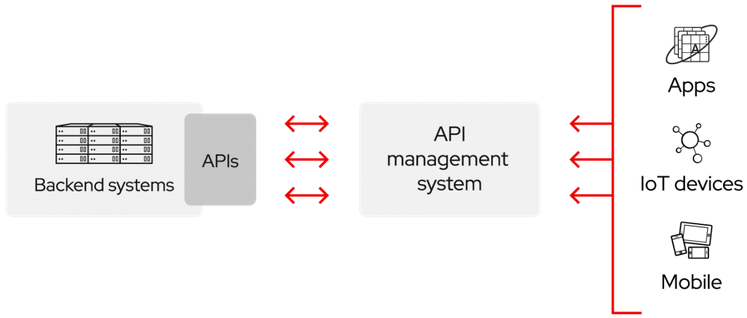 Backend systems
APIs
API
management
system
A
Apps
IoT devices
Mobile